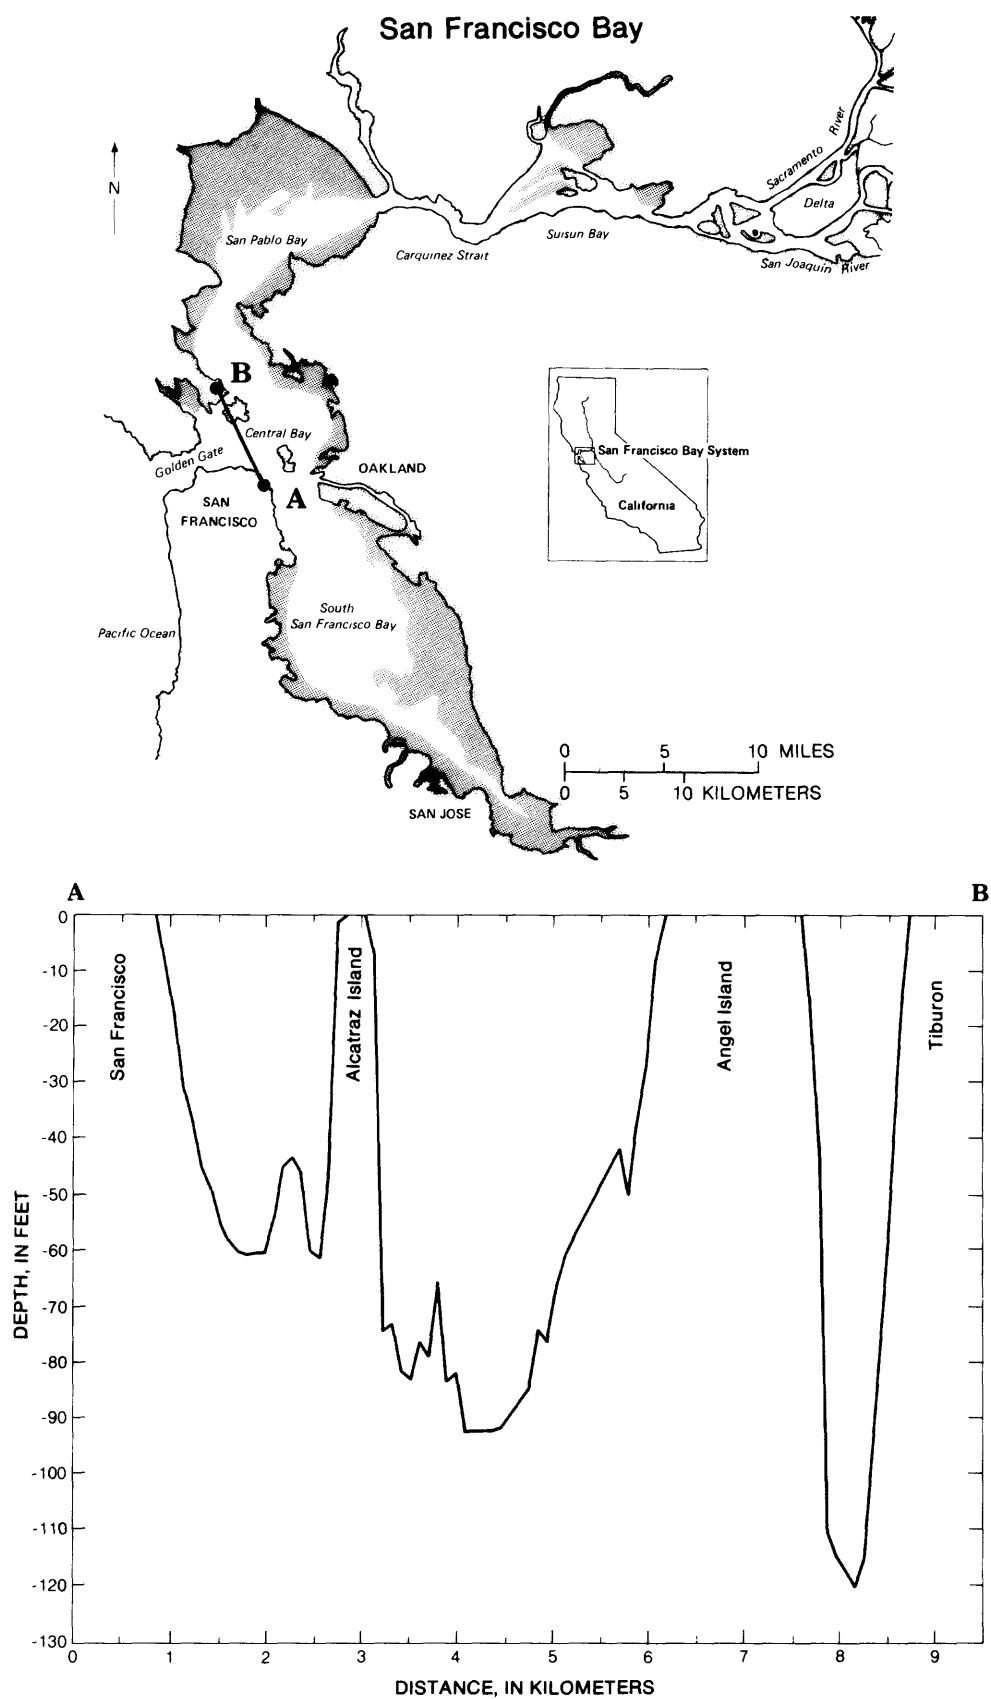 San Francisco Bay
N
Sacramento River
Delta
San Pablo Bay
Carquinez Strait
Suisun Bay
San Joaquin River
B
Central Bay
Golden Gate
OAKLAND
A
SAN
FRANCISCO
San Francisco Bay System
California
South
San Francisco Bay
Pacific Ocean
0 5 10 MILES
0 5 10 KILOMETERS
SAN JOSE
A B
0
-10
-20
-30
-40
-50
-60
-70
-80
-90
-100
-110
-120
-130
DEPTH, IN FEET
San Francisco
Alcatraz Island
Angel Island
Tiburon
0 1 2 3 4 5 6 7 8 9
DISTANCE, IN KILOMETERS